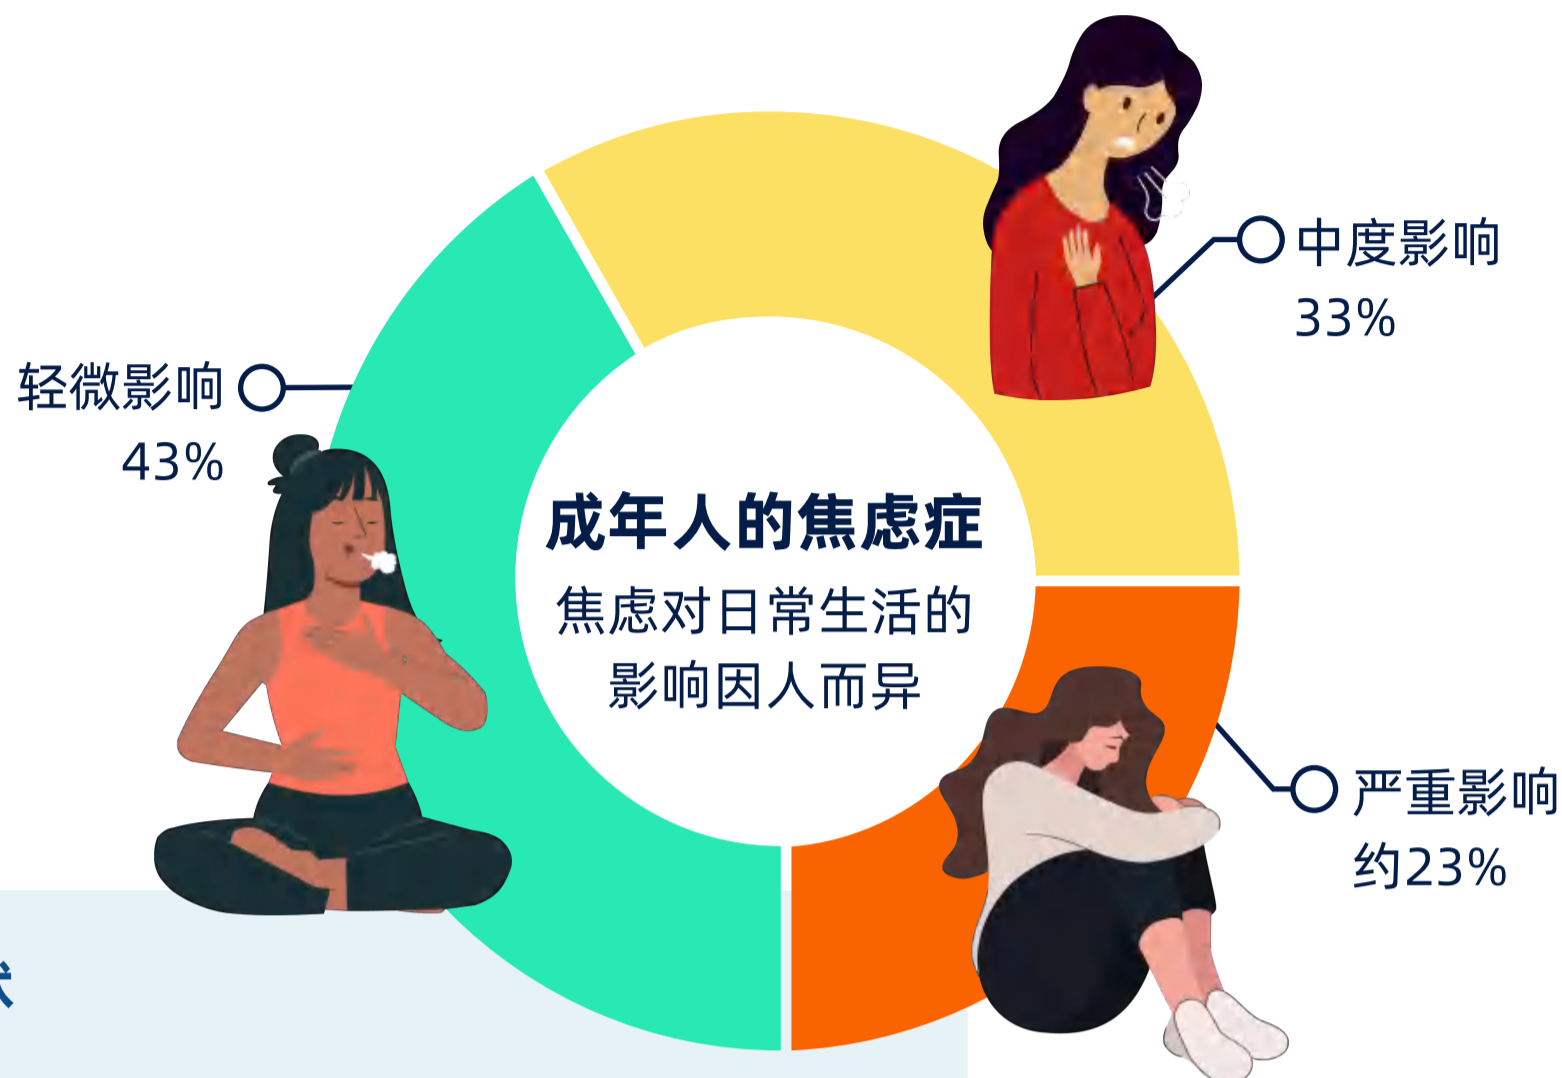 中度影响
33%
轻微影响
43%
成年人的焦虑症
焦虑对日常生活的
影响因人而异
严重影响
约23%